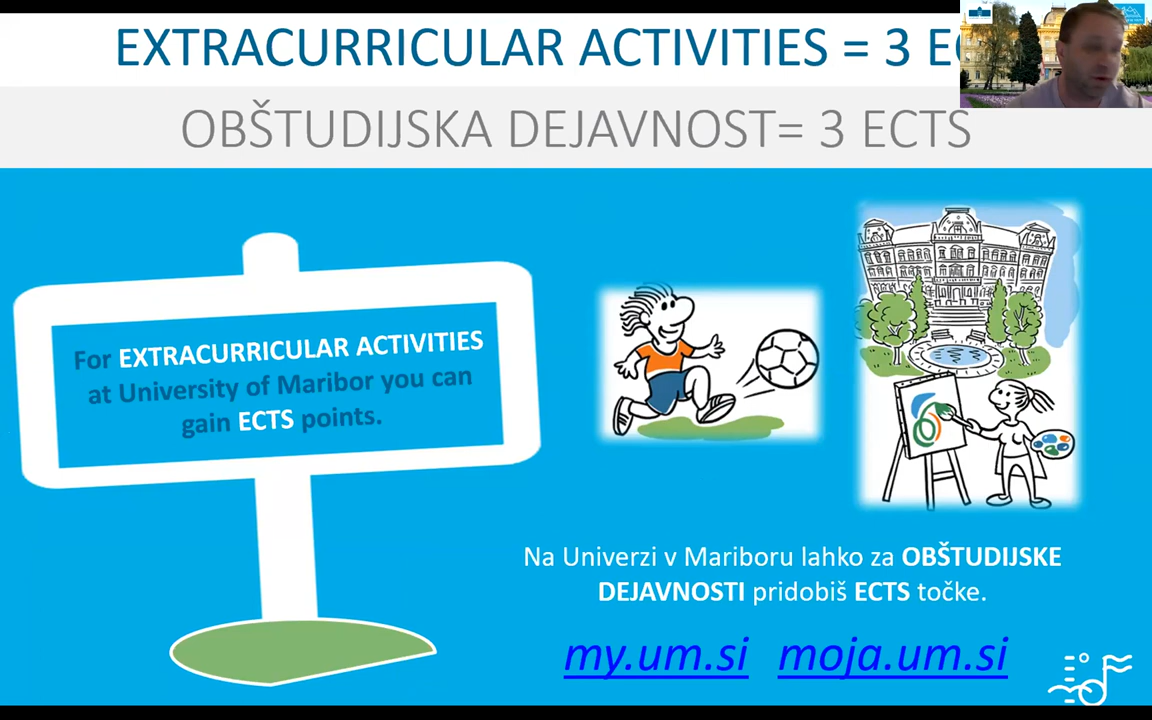 EXTRACURRICULAR ACTIVITIES = 3
OBŠTUDIJSKA DEJAVNOST= 3 ECTS
For EXTRACURRICULAR ACTIVITIES
at University of Maribor you can
gain ECTS points.
Na Univerzi v Mariboru lahko za OBŠTUDIJSKE
DEJAVNOSTI pridobiš ECTS točke.
my.um.si moja.um.si